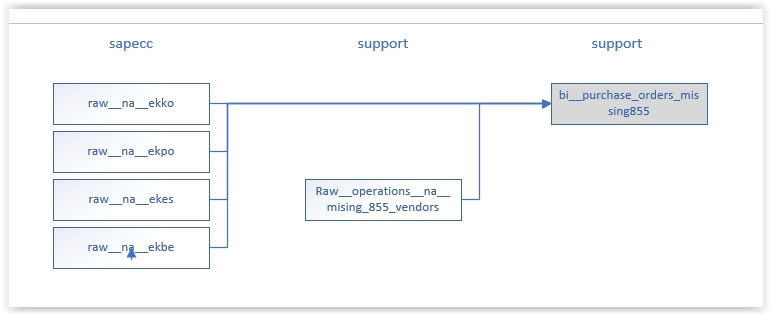 sapecc
support
support
raw__na__ekko
bi__purchase_orders_mis
sing855
raw__na__ekpo
raw__na__ekes
Raw__operations__na__
mising_855_vendors
raw__na__ekbe